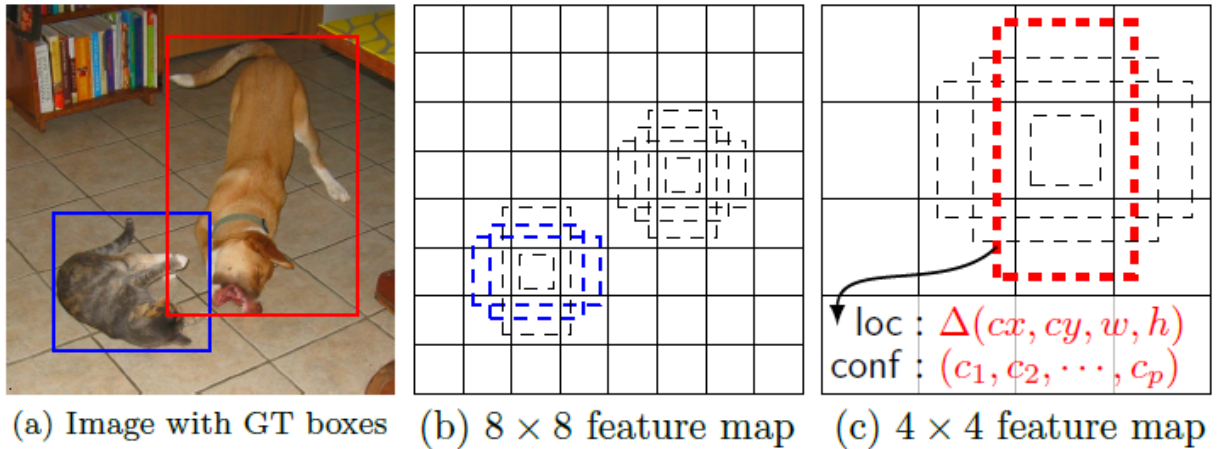 loc : Δ(cx, cy, w, h)
conf : (c₁, c₂, ⋯, cₚ)
(a) Image with GT boxes
(b) 8 × 8 feature map
(c) 4 × 4 feature map